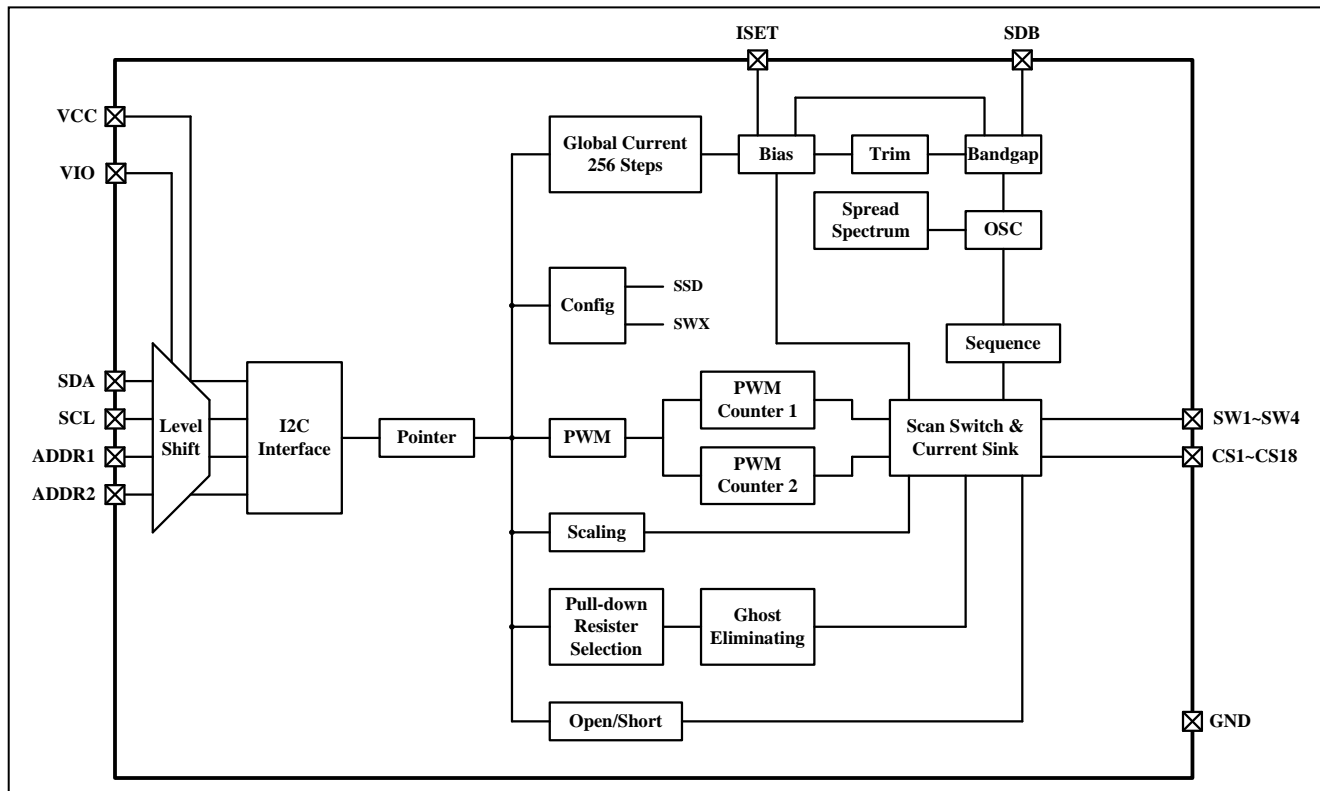 ISET
SDB
VCC
VIO
Global Current
256 Steps
Bias
Trim
Bandgap
Spread
Spectrum
OSC
Config
SSD
SWX
Sequence
SDA
SCL
ADDR1
ADDR2
Level
Shift
I2C
Interface
Pointer
PWM
PWM
Counter 1
PWM
Counter 2
Scan Switch &
Current Sink
SW1~SW4
CS1~CS18
Scaling
Pull-down
Resister
Selection
Ghost
Eliminating
Open/Short
GND